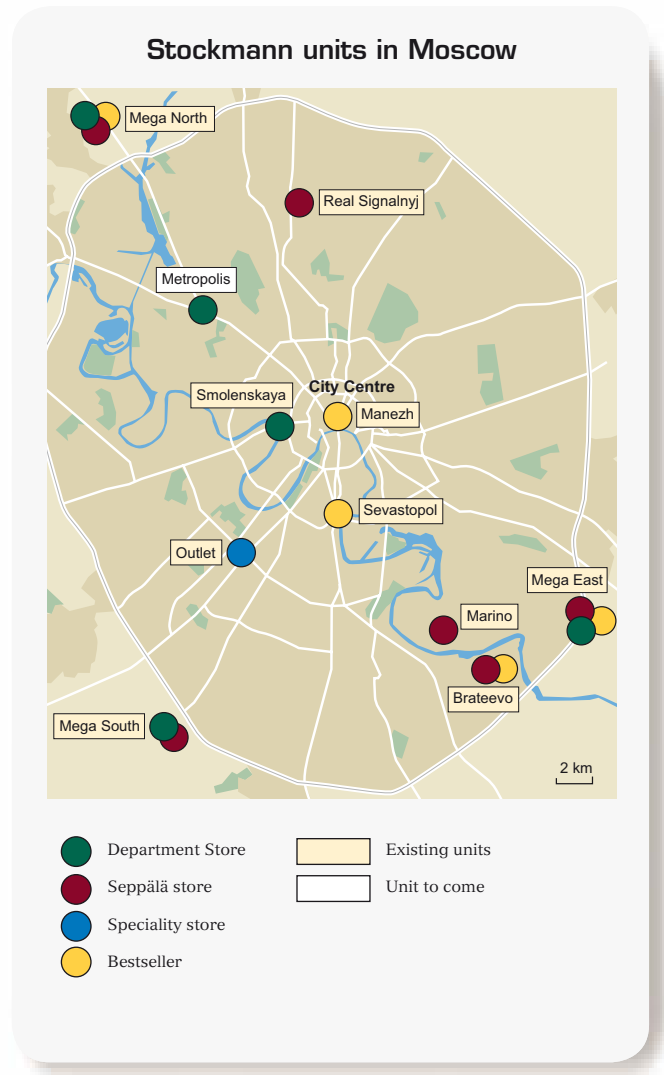 Stockmann units in Moscow
Mega North
Real Signalnyj
Metropolis
City Centre
Smolenskaya
Manezh
Sevastopol
Outlet
Mega East
Marino
Brateevo
Mega South
2 km
Department Store
Existing units
Seppälä store
Unit to come
Speciality store
Bestseller